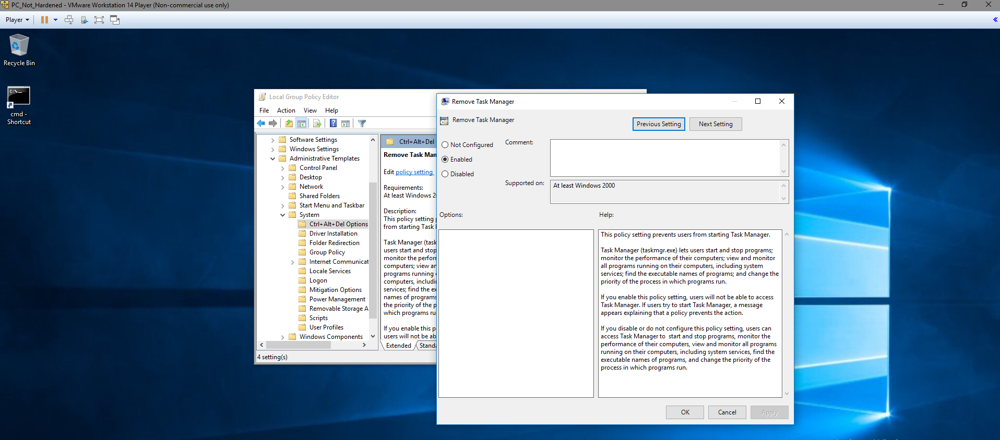 PC_Not_Hardened - VMware Workstation 14 Player (Non-commercial use only)
Player
Recycle Bin
C:\_
cmd -
Shortcut
Local Group Policy Editor
File Action View Help
Software Settings
Windows Settings
Administrative Templates
Control Panel
Desktop
Network
Shared Folders
Start Menu and Taskbar
System
Ctrl+Alt+Del Options
Driver Installation
Folder Redirection
Group Policy
Internet Communicat
Locale Services
Logon
Mitigation Options
Power Management
Removable Storage A
Scripts
User Profiles
Windows Components
4 setting(s)
Ctrl+Alt+Del
Remove Task Man
Edit policy setting
Requirements:
At least Windows 2
Description:
This policy setting
from starting Task
Task Manager (task
users start and stop
monitor the perfor
computers; view an
programs running
computers, includi
services; find the ex
names of programs
the priority of the p
which programs ru
If you enable this p
users will not be ab
Extended Standa
Remove Task Manager
Remove Task Manager
Previous Setting Next Setting
Not Configured
Enabled
Disabled
Comment:
Supported on: At least Windows 2000
Options:
Help:
This policy setting prevents users from starting Task Manager.
Task Manager (taskmgr.exe) lets users start and stop programs;
monitor the performance of their computers; view and monitor
all programs running on their computers, including system
services; find the executable names of programs; and change the
priority of the process in which programs run.
If you enable this policy setting, users will not be able to access
Task Manager. If users try to start Task Manager, a message
appears explaining that a policy prevents the action.
If you disable or do not configure this policy setting, users can
access Task Manager to  start and stop programs, monitor the
performance of their computers, view and monitor all programs
running on their computers, including system services, find the
executable names of programs, and change the priority of the
process in which programs run.
OK Cancel Apply